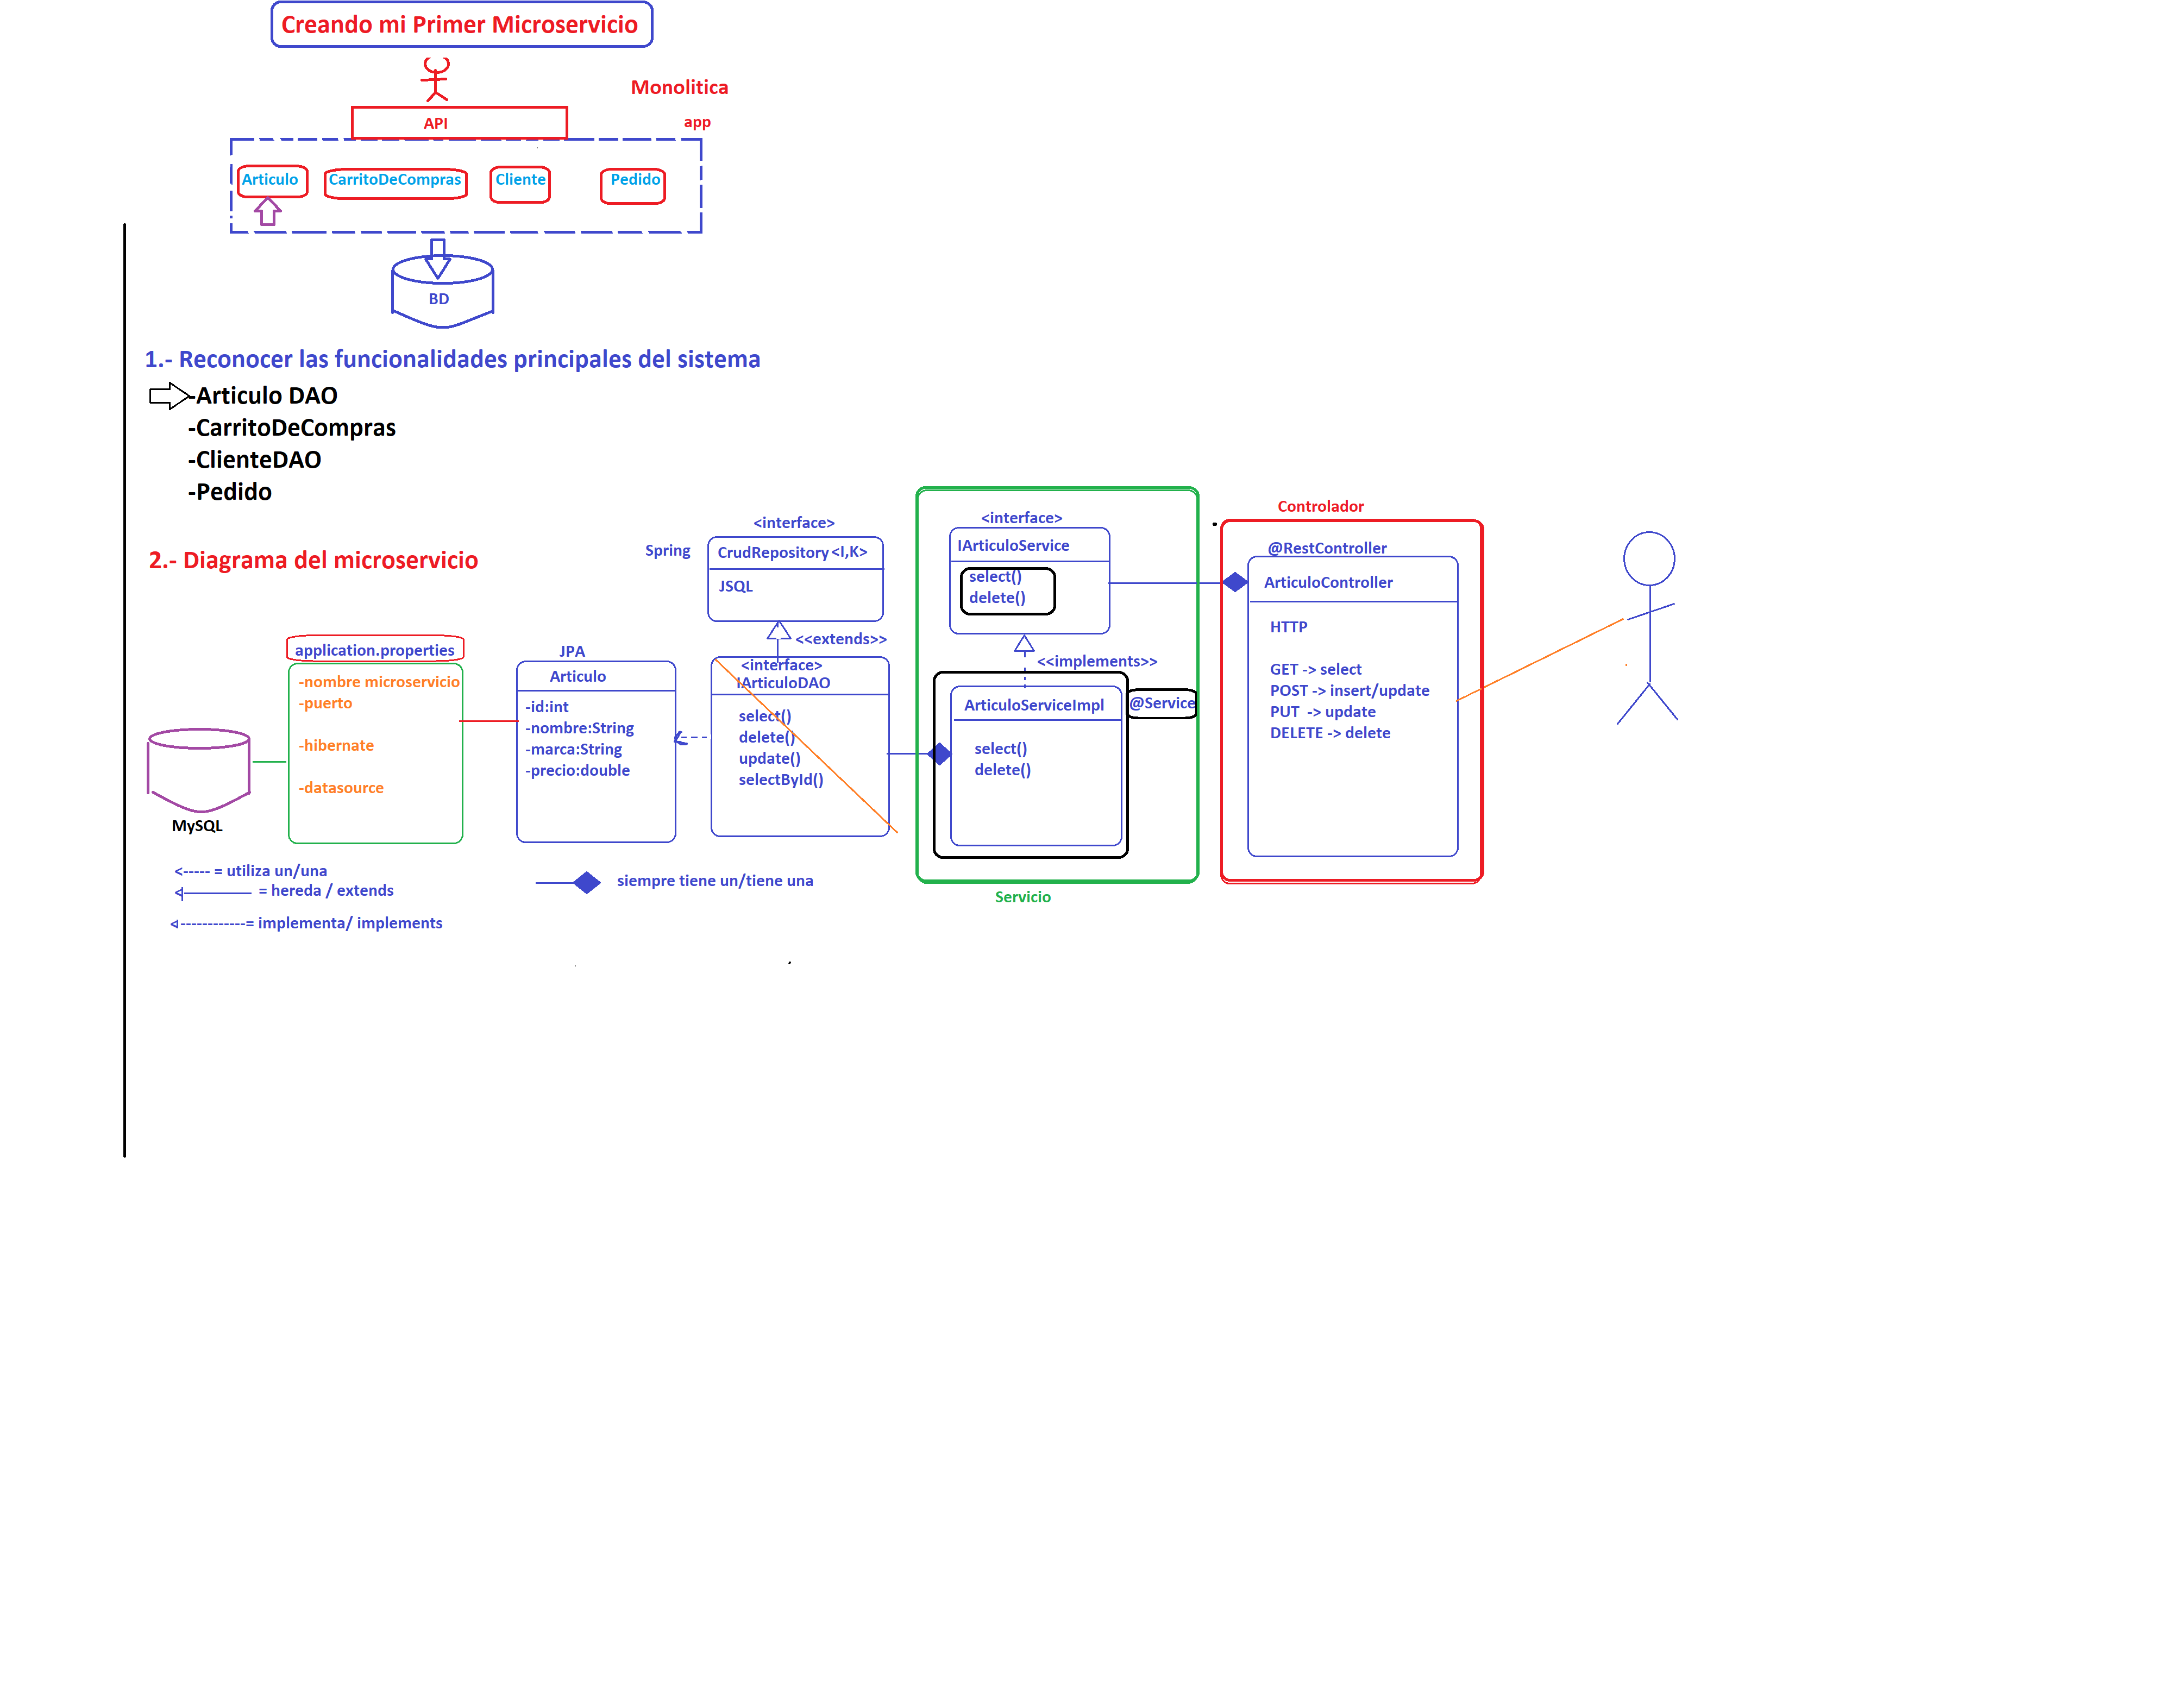 Creando mi Primer Microservicio
Monolitica
API
app
Articulo
CarritoDeCompras
Cliente
Pedido
BD
1.- Reconocer las funcionalidades principales del sistema
-Articulo DAO
-CarritoDeCompras
-ClienteDAO
-Pedido
2.- Diagrama del microservicio
MySQL
application.properties
-nombre microservicio
-puerto
-hibernate
-datasource
JPA
Articulo
-id:int
-nombre:String
-marca:String
-precio:double
Spring
<interface>
CrudRepository <I,K>
JSQL
<<extends>>
<interface>
IArticuloDAO
select()
delete()
update()
selectById()
<interface>
IArticuloService
select()
delete()
<<implements>>
ArticuloServiceImpl
@Service
select()
delete()
Servicio
Controlador
@RestController
ArticuloController
HTTP
GET -> select
POST -> insert/update
PUT -> update
DELETE -> delete
<----- = utiliza un/una
= hereda / extends
------------= implementa/ implements
siempre tiene un/tiene una